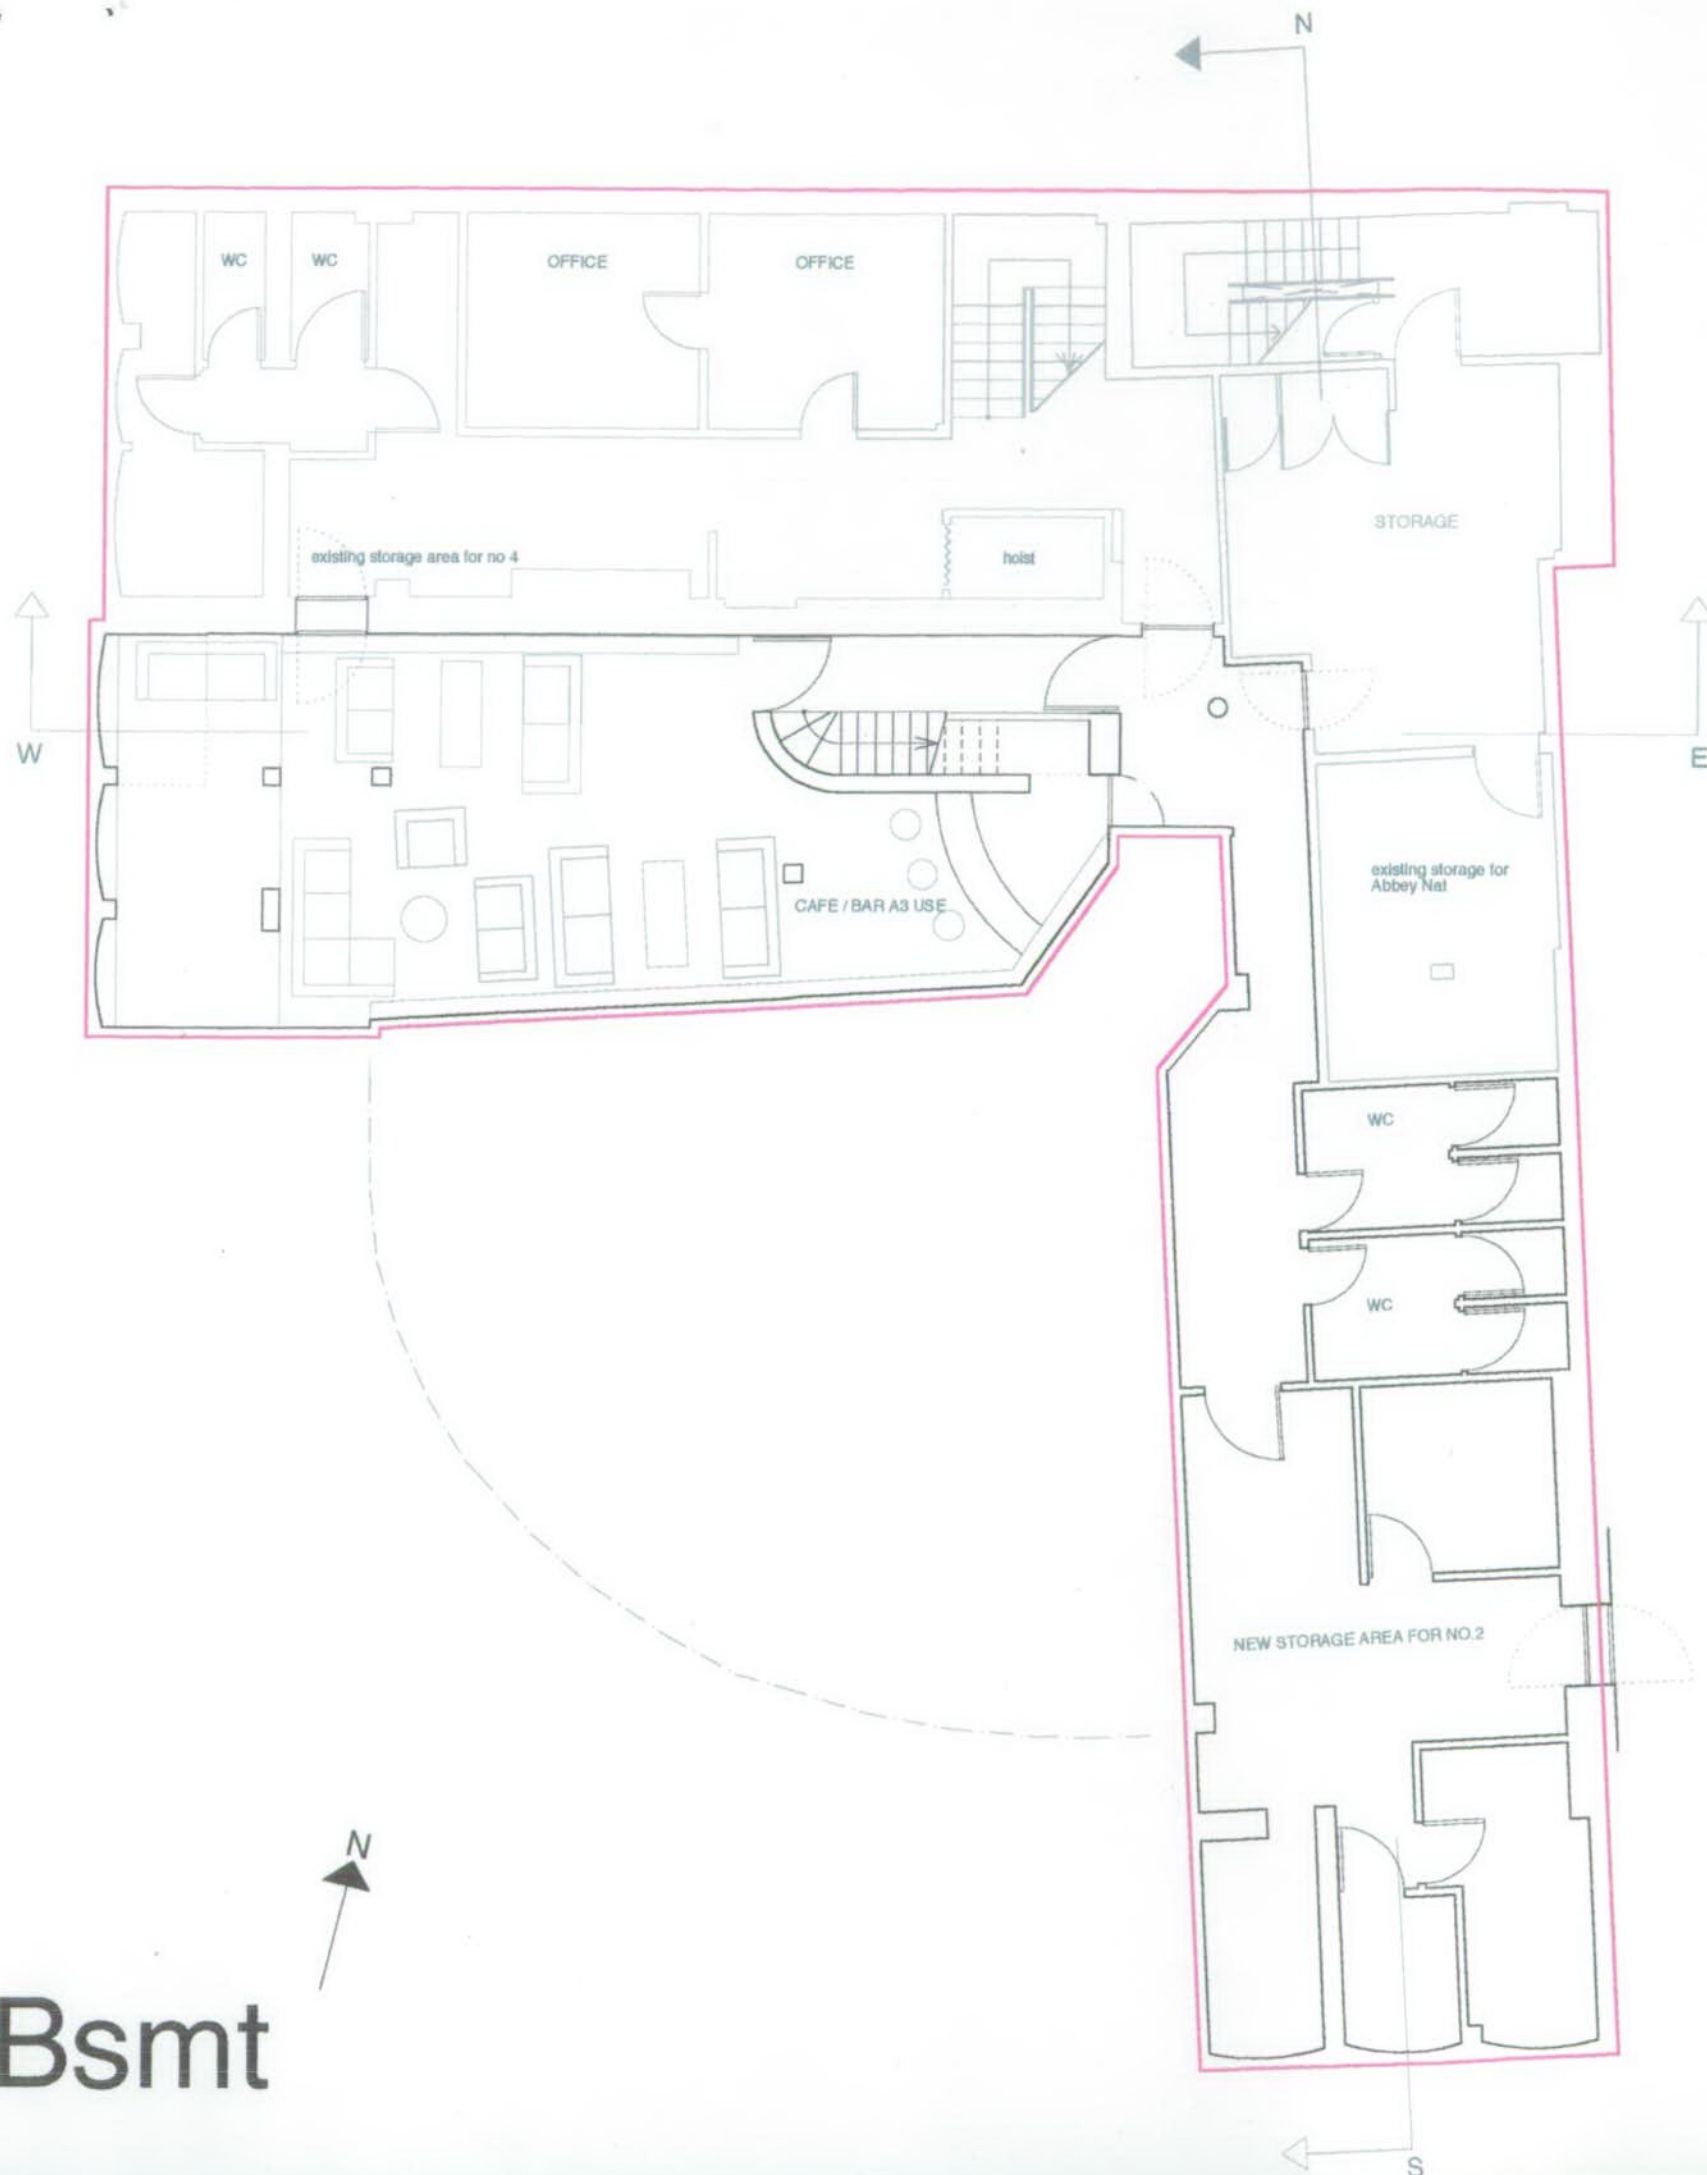 N
WC
WC
OFFICE
OFFICE
STORAGE
existing storage area for no 4
hoist
W
E
existing storage for
Abbey Nat
CAFE / BAR A3 USE
WC
WC
NEW STORAGE AREA FOR NO.2
N
Bsmt
S